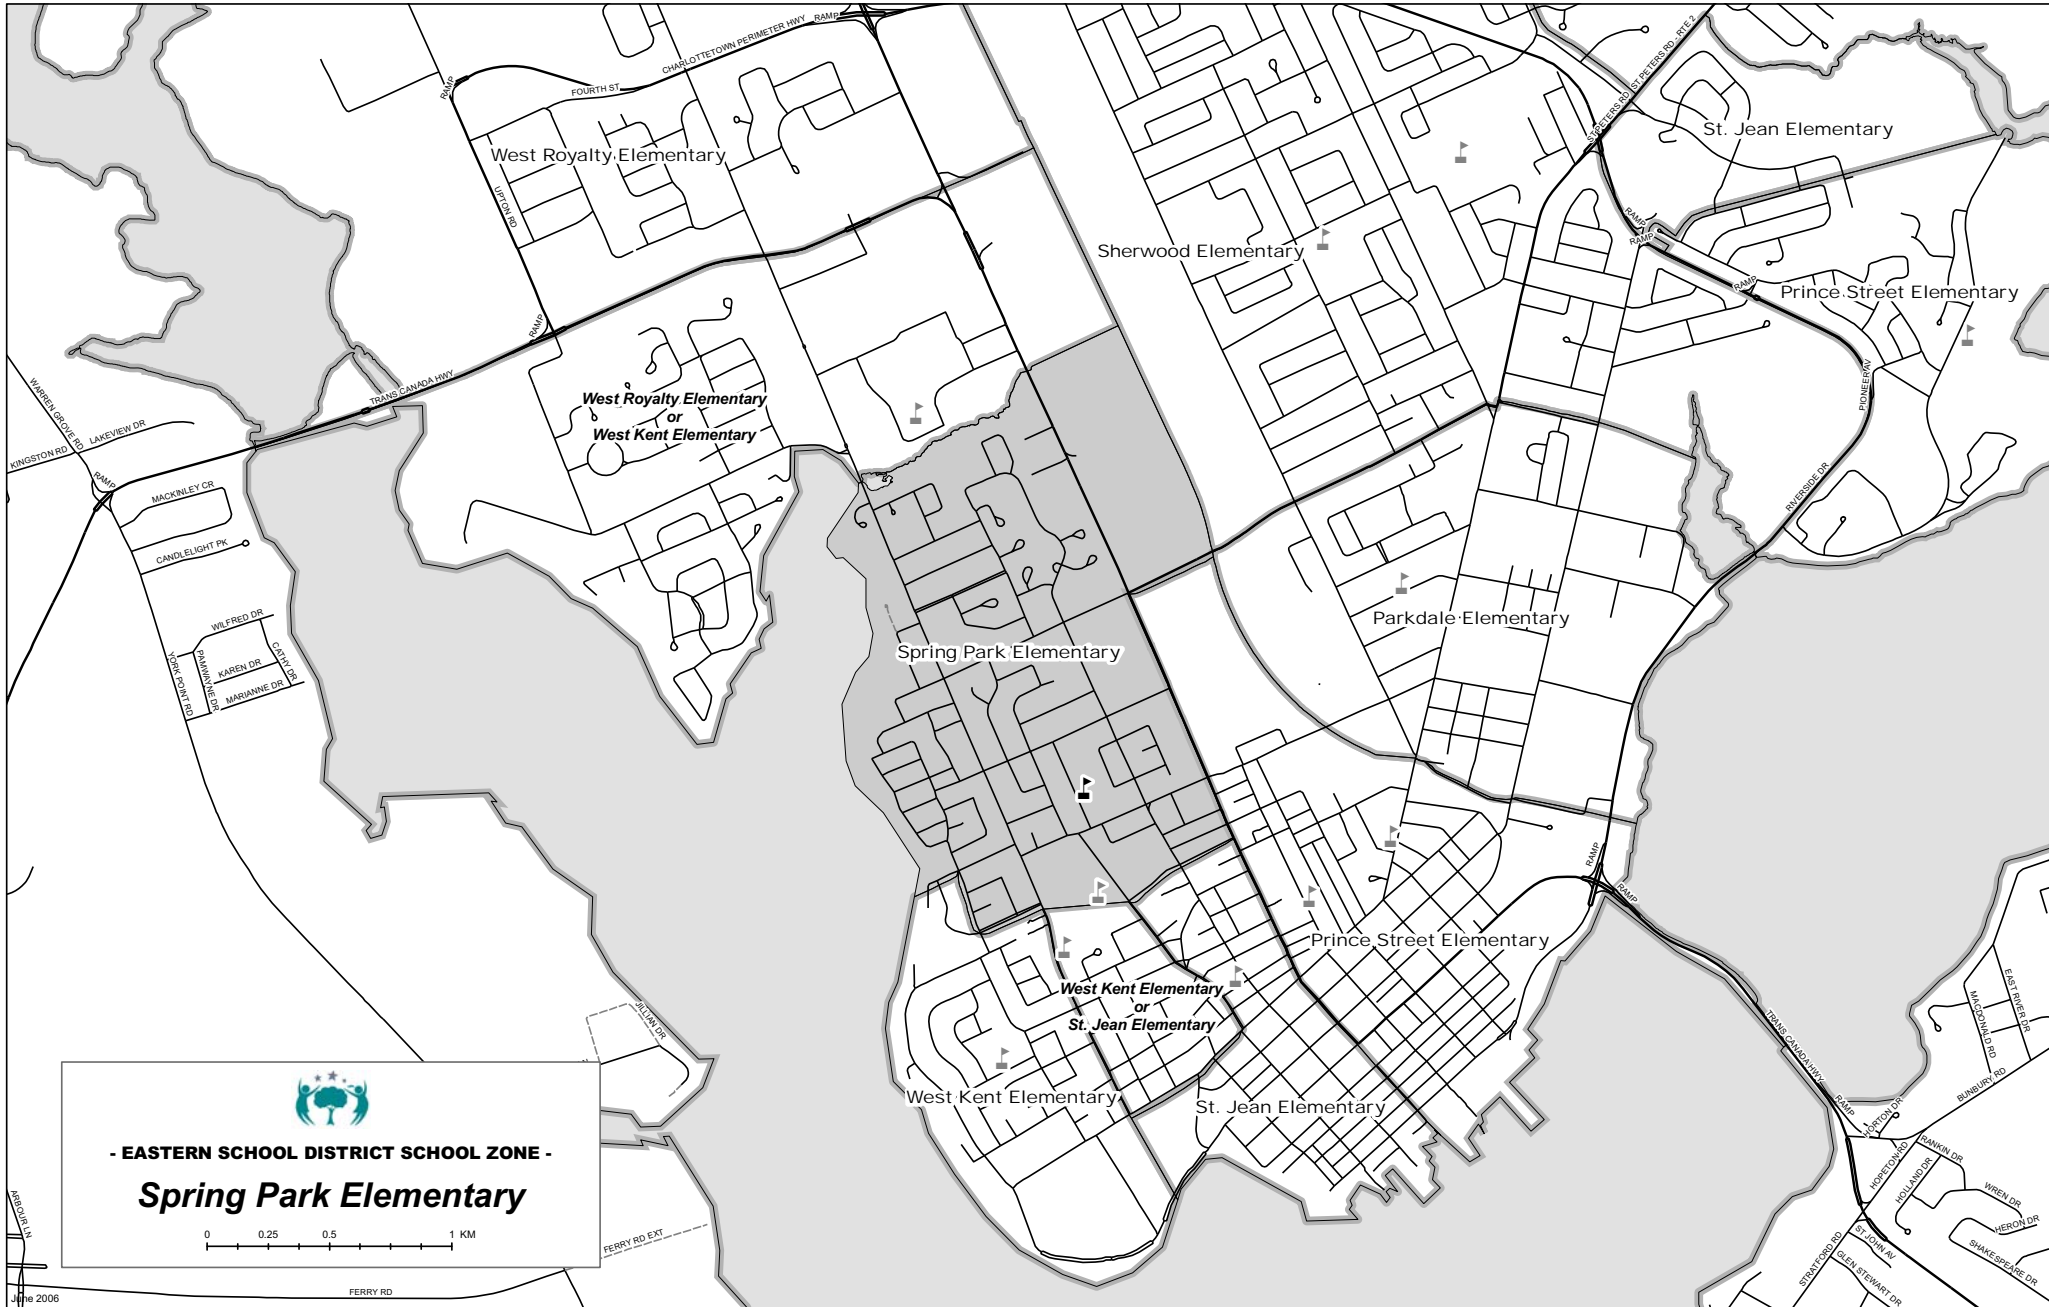 CHARLOTTETOWN PERIMETER HWY
RAMP
RAMP
FOURTH ST
ST PETERS RD - RTE 2
ST PETERS RD
St. Jean Elementary
West Royalty Elementary
UPTON RD
RAMP
RAMP
Sherwood Elementary
RAMP
Prince Street Elementary
RAMP
TRANS CANADA HWY
WARREN GROVE RD
LAKEVIEW DR
KINGSTON RD
RAMP
MACKINLEY CR
CANDLELIGHT PK
West Royalty Elementary
or
West Kent Elementary
PIONEER AV
RIVERSIDE DR
WILFRED DR
CATHY DR
KAREN DR
PAMWAYNE DR
MARIANNE DR
YORK POINT RD
Spring Park Elementary
Parkdale Elementary
RAMP
RAMP
Prince Street Elementary
West Kent Elementary
or
St. Jean Elementary
West Kent Elementary
St. Jean Elementary
JILLIAN DR
TRANS CANADA HWY
EAST RIVER DR
MACDONALD RD
BUNBURY RD
RAMP
HORTON DR
HOPETON RD
RANKIN DR
HOLLAND DR
WREN DR
HERON DR
SHAKESPEARE DR
ST JOHN AV
GLEN STEWART DR
STRATFORD RD
- EASTERN SCHOOL DISTRICT SCHOOL ZONE -
Spring Park Elementary
0 0.25 0.5 1 KM
ARBOUR LN
FERRY RD EXT
FERRY RD
June 2006